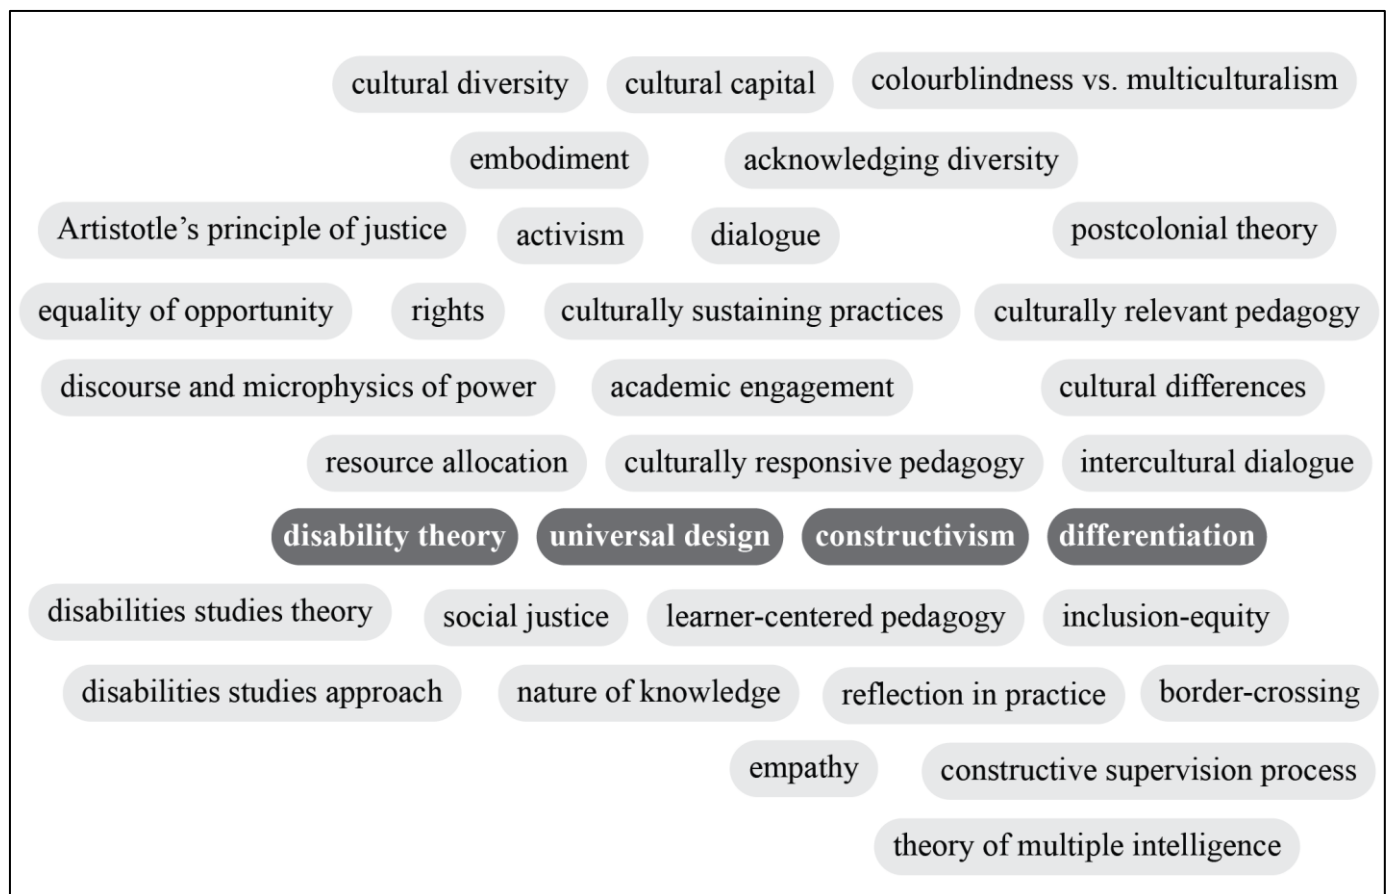 cultural diversity cultural capital colourblindness vs. multiculturalism
embodiment acknowledging diversity
Artistotle’s principle of justice activism dialogue postcolonial theory
equality of opportunity rights culturally sustaining practices culturally relevant pedagogy
discourse and microphysics of power academic engagement cultural differences
resource allocation culturally responsive pedagogy intercultural dialogue
disability theory universal design constructivism differentiation
disabilities studies theory social justice learner-centered pedagogy inclusion-equity
disabilities studies approach nature of knowledge reflection in practice border-crossing
empathy constructive supervision process
theory of multiple intelligence